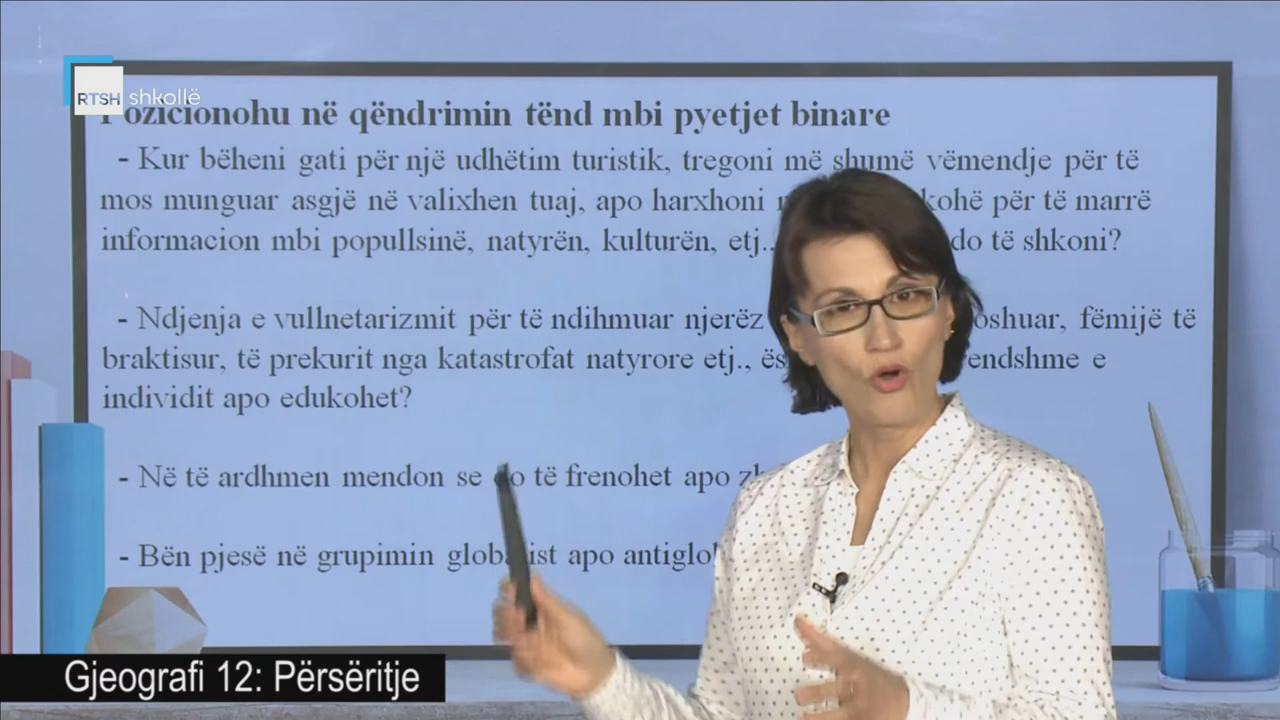 RTSH shkollë
Pozicionohu në qëndrimin tënd mbi pyetjet binare
- Kur bëheni gati për një udhëtim turistik, tregoni më shumë vëmendje për të
mos munguar asgjë në valixhen tuaj, apo harxhoni kohë për të marrë
informacion mbi popullsinë, natyrën, kulturën, etj.. do të shkoni?
- Ndjenja e vullnetarizmit për të ndihmuar njerëz fëmijë të
braktisur, të prekurit nga katastrofat natyrore etj., e
individit apo edukohet?
- Në të ardhmen mendon se do të frenohet apo
- Bën pjesë në grupimin globalist apo
Gjeografi 12: Përsëritje